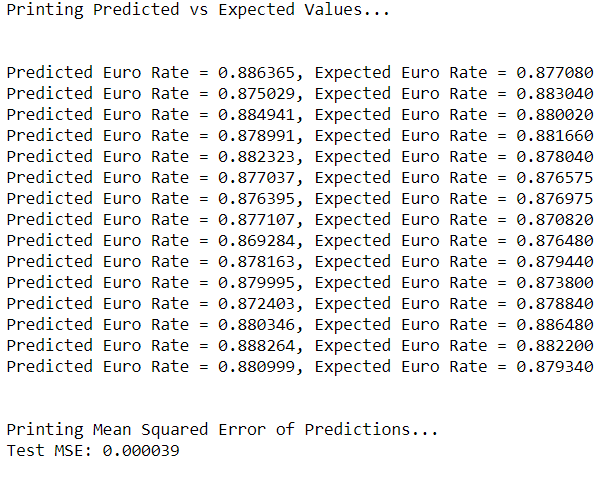 Printing Predicted vs Expected Values...
Predicted Euro Rate = 0.886365, Expected Euro Rate = 0.877080
Predicted Euro Rate = 0.875029, Expected Euro Rate = 0.883040
Predicted Euro Rate = 0.884941, Expected Euro Rate = 0.880020
Predicted Euro Rate = 0.878991, Expected Euro Rate = 0.881660
Predicted Euro Rate = 0.882323, Expected Euro Rate = 0.878040
Predicted Euro Rate = 0.877037, Expected Euro Rate = 0.876575
Predicted Euro Rate = 0.876395, Expected Euro Rate = 0.876975
Predicted Euro Rate = 0.877107, Expected Euro Rate = 0.870820
Predicted Euro Rate = 0.869284, Expected Euro Rate = 0.876480
Predicted Euro Rate = 0.878163, Expected Euro Rate = 0.879440
Predicted Euro Rate = 0.879995, Expected Euro Rate = 0.873800
Predicted Euro Rate = 0.872403, Expected Euro Rate = 0.878840
Predicted Euro Rate = 0.880346, Expected Euro Rate = 0.886480
Predicted Euro Rate = 0.888264, Expected Euro Rate = 0.882200
Predicted Euro Rate = 0.880999, Expected Euro Rate = 0.879340
Printing Mean Squared Error of Predictions...
Test MSE: 0.000039